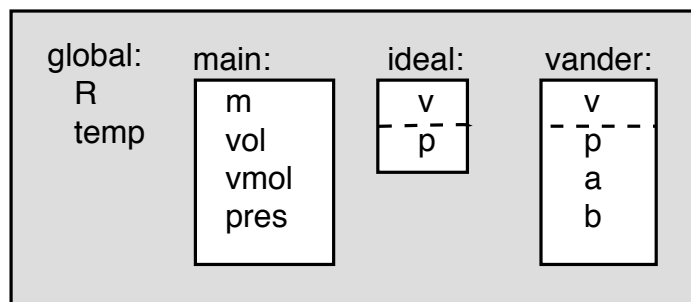 global:
R
temp
main:
m
vol
vmol
pres
ideal:
v
p
vander:
v
p
a
b